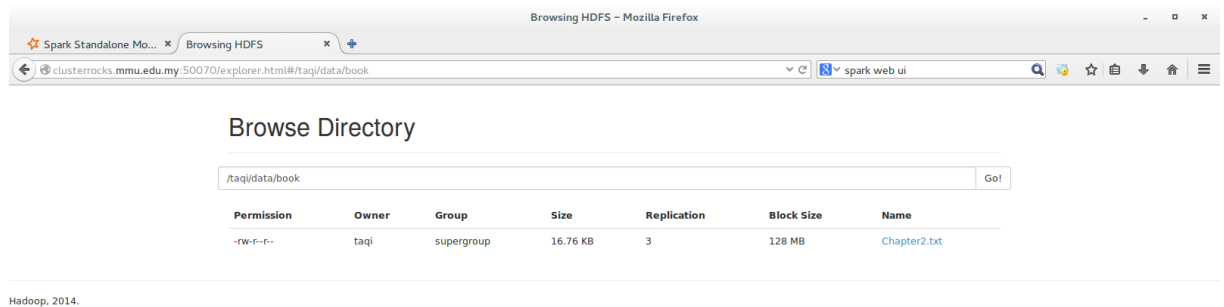 Browsing HDFS - Mozilla Firefox
Spark Standalone Mo... × Browsing HDFS ×
clusterrocks.mmu.edu.my:50070/explorer.html#/taqi/data/book spark web ui
Browse Directory
/taqi/data/book Go!
Permission Owner Group Size Replication Block Size Name
-rw-r--r-- taqi supergroup 16.76 KB 3 128 MB Chapter2.txt
Hadoop, 2014.